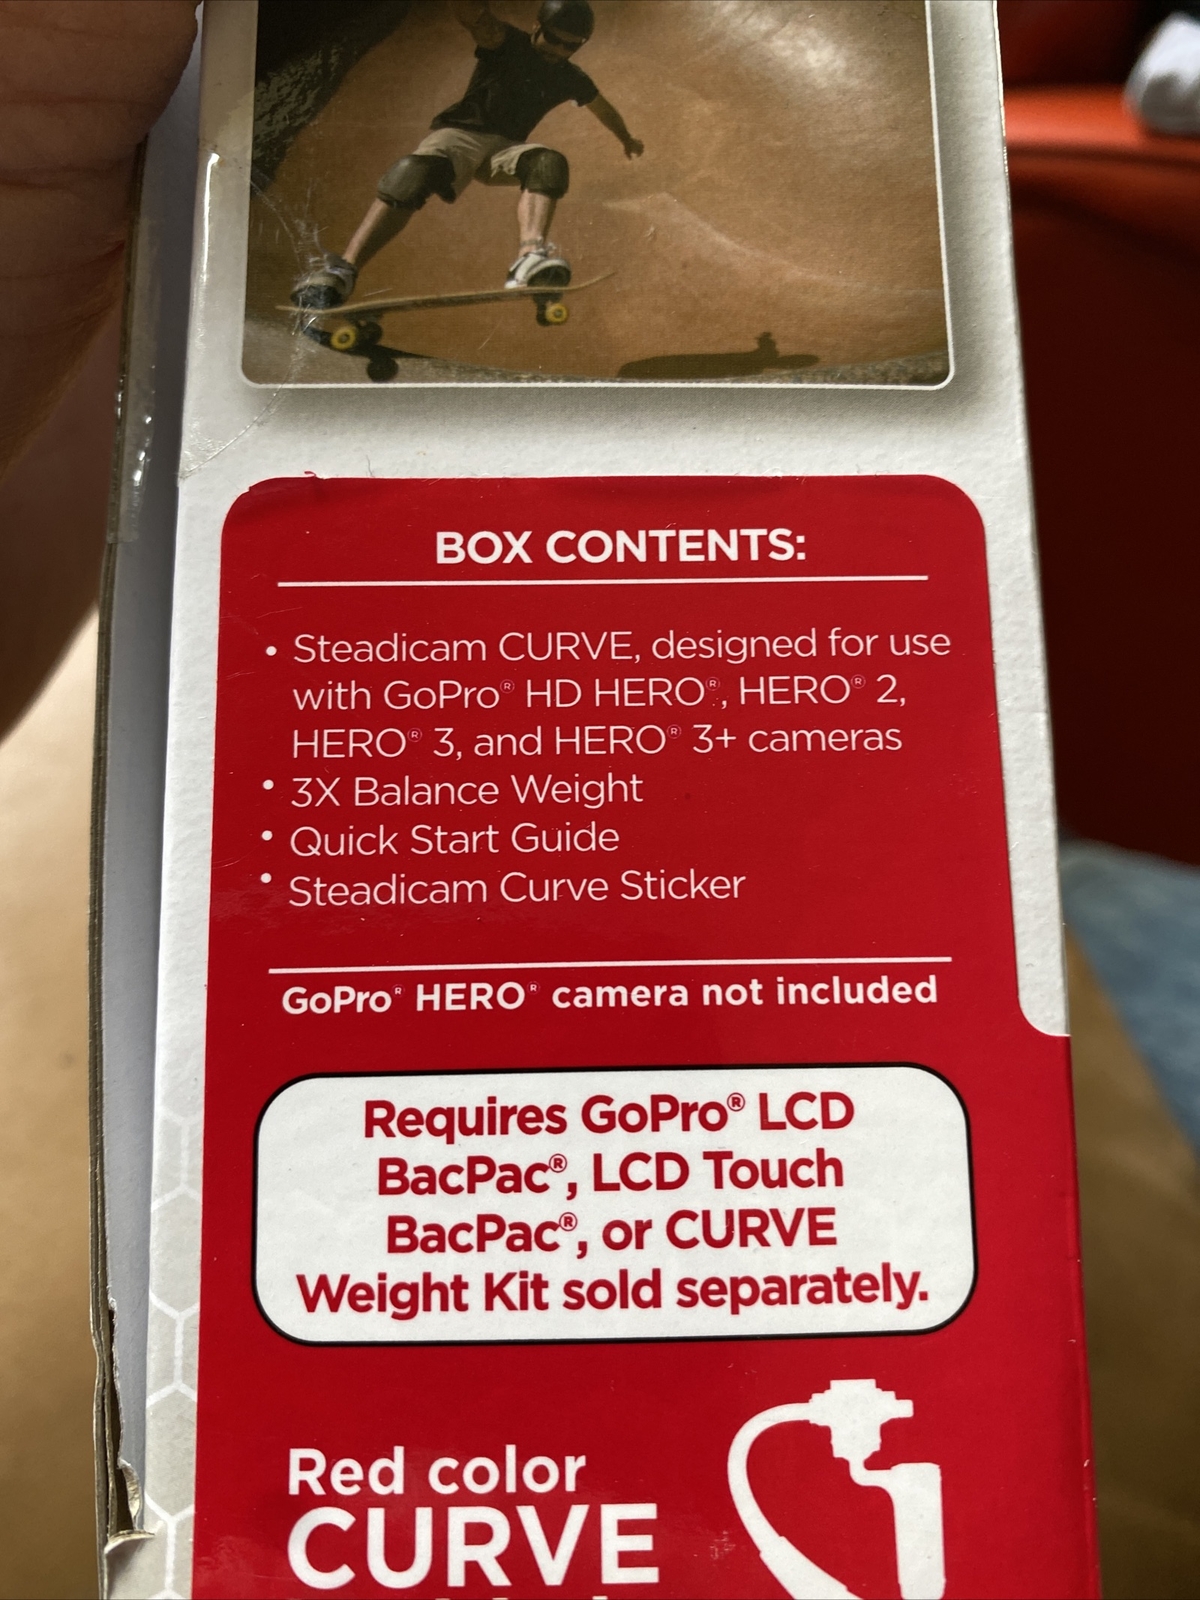 BOX CONTENTS:
• Steadicam CURVE, designed for use
with GoPro® HD HERO®, HERO® 2,
HERO® 3, and HERO® 3+ cameras
• 3X Balance Weight
• Quick Start Guide
• Steadicam Curve Sticker
GoPro® HERO® camera not included
Requires GoPro® LCD
BacPac®, LCD Touch
BacPac®, or CURVE
Weight Kit sold separately.
Red color
CURVE